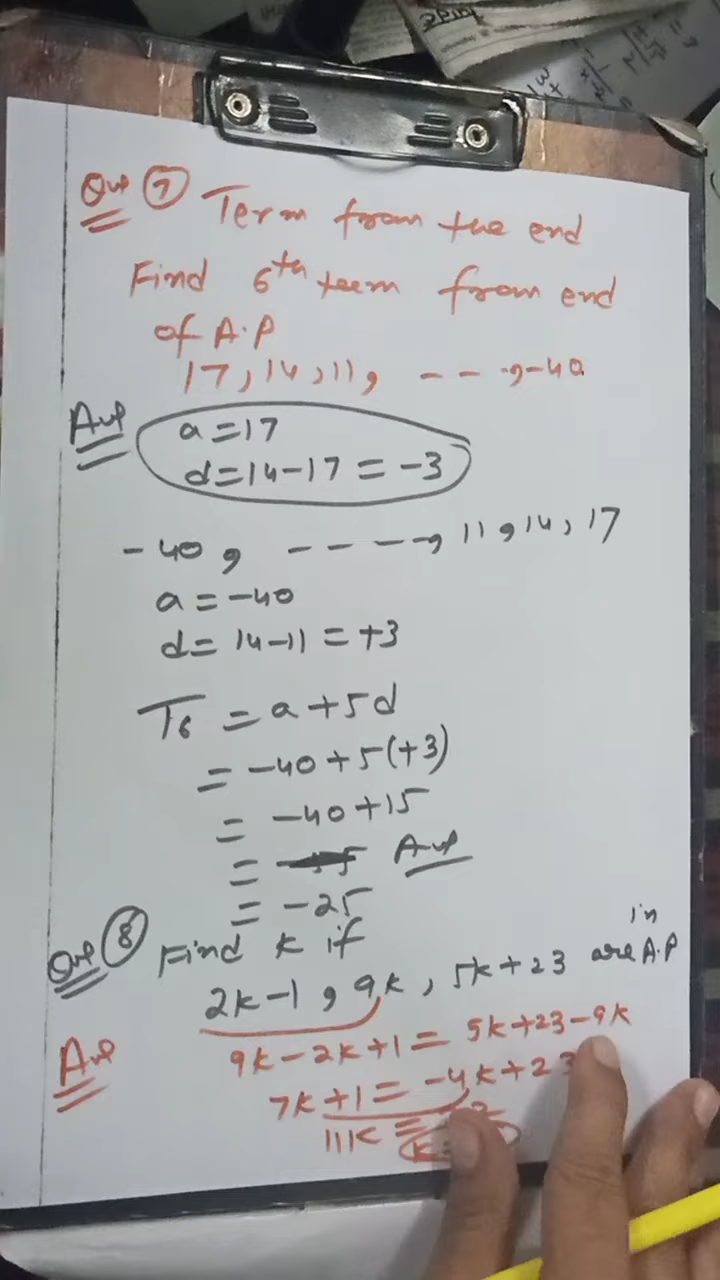 Que 7 Term from the end
Find 6th term from end
of A.P
17, 14, 11, - - - , -40
Ans a = 17
d = 14-17 = -3
-40, - - - -, 11, 14, 17
a = -40
d = 14-11 = +3
T6 = a + 5d
= -40 + 5(+3)
= -40 + 15
= Ans
= -25
Que 8 Find k if
2k-1, 9k, 5k+23 are in A.P
Ans 9k - 2k + 1 = 5k + 23 - 9k
7k + 1 = -4k + 23
11k =
k